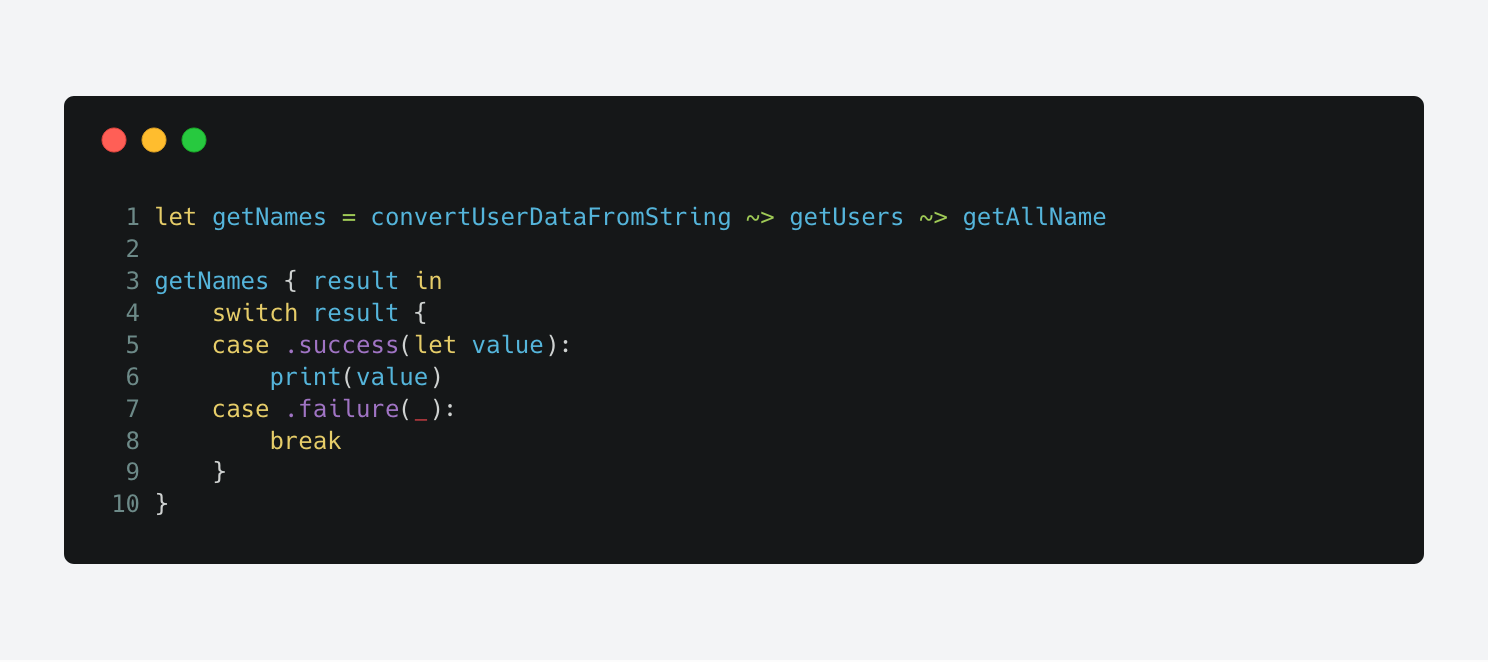 1 let getNames = convertUserDataFromString ~> getUsers ~> getAllName
2
3 getNames { result in
4     switch result {
5     case .success(let value):
6         print(value)
7     case .failure(_):
8         break
9     }
10 }